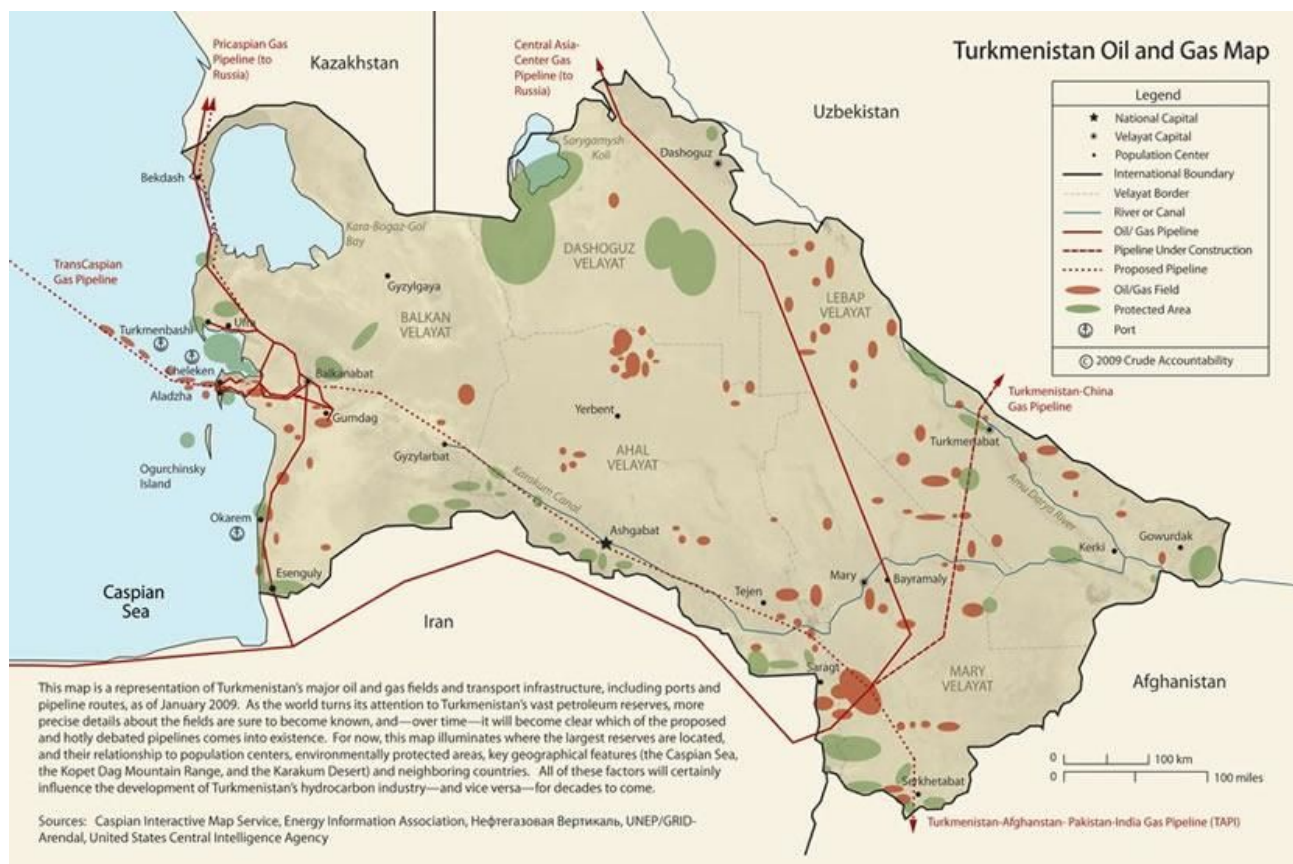 Turkmenistan Oil and Gas Map
Pricaspian Gas
Pipeline (to
Russia)
Kazakhstan
Central Asia-
Center Gas
Pipeline (to
Russia)
Uzbekistan
Legend
National Capital
Velayat Capital
Population Center
International Boundary
Velayat Border
River or Canal
Oil/ Gas Pipeline
Pipeline Under Construction
Proposed Pipeline
Oil/Gas Field
Protected Area
Port
© 2009 Crude Accountability
Sarygamysh
Koli
Dashoguz
Bekdash
Kara-Bogaz-Gol
Bay
DASHOGUZ
VELAYAT
TransCaspian
Gas Pipeline
Gyzylgaya
LEBAP
VELAYAT
BALKAN
VELAYAT
Turkmenbashi
Ufra
Cheleken
Balkanabat
Aladzha
Gumdag
Turkmenistan-China
Gas Pipeline
Yerbent
Turkmenabat
Gyzylarbat
AHAL
VELAYAT
Ogurchinsky
Island
Karakum Canal
Amu Darya River
Okarem
Ashgabat
Kerki
Gowurdak
Esenguly
Mary
Bayramaly
Tejen
Caspian
Sea
Iran
Saragt
MARY
VELAYAT
Afghanistan
This map is a representation of Turkmenistan's major oil and gas fields and transport infrastructure, including ports and
pipeline routes, as of January 2009. As the world turns its attention to Turkmenistan's vast petroleum reserves, more
precise details about the fields are sure to become known, and—over time—it will become clear which of the proposed
and hotly debated pipelines comes into existence. For now, this map illuminates where the largest reserves are located,
and their relationship to population centers, environmentally protected areas, key geographical features (the Caspian Sea,
the Kopet Dag Mountain Range, and the Karakum Desert) and neighboring countries. All of these factors will certainly
influence the development of Turkmenistan's hydrocarbon industry—and vice versa—for decades to come.
0 100 km
0 100 miles
Serkhetabat
Sources: Caspian Interactive Map Service, Energy Information Association, Нефтегазовая Вертикаль, UNEP/GRID-
Arendal, United States Central Intelligence Agency
Turkmenistan-Afghanstan- Pakistan-India Gas Pipeline (TAPI)